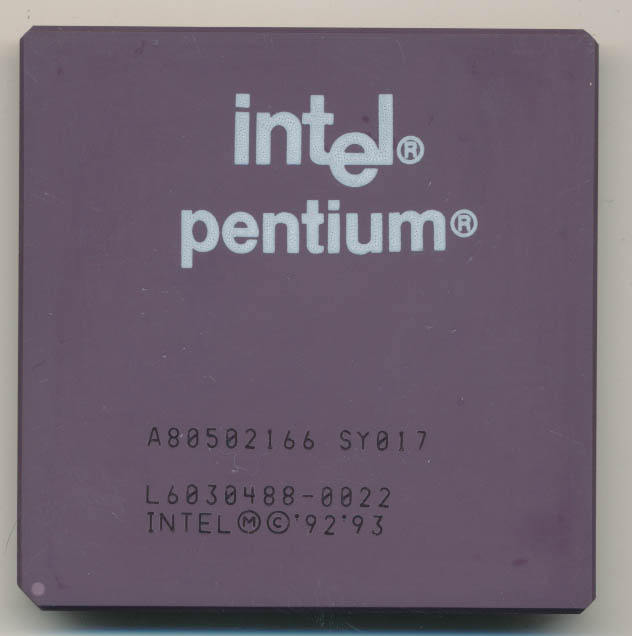 intel®
pentium®
A80502166 SY017
L6030488-0022
INTEL Ⓜ © '92 '93